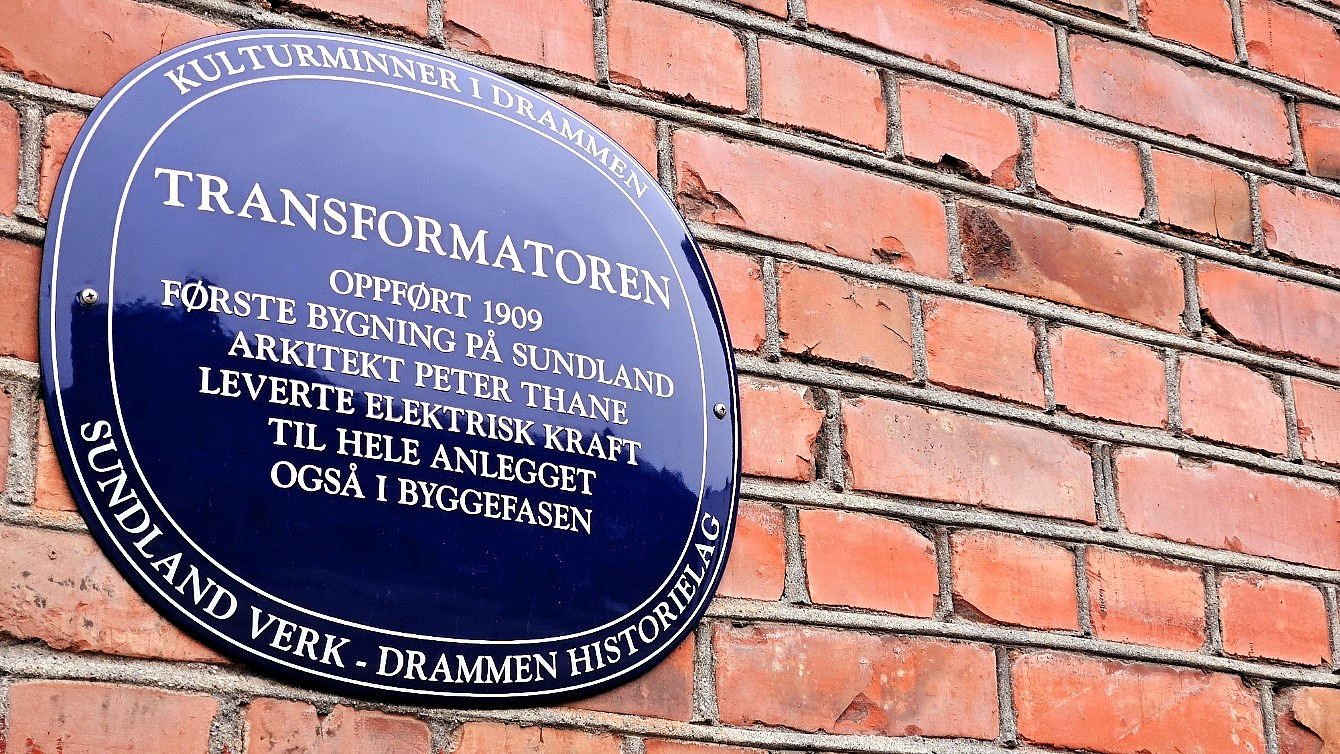 KULTURMINNER I DRAMMEN
TRANSFORMATOREN
OPPFØRT 1909
FØRSTE BYGNING PÅ SUNDLAND
ARKITEKT PETER THANE
LEVERTE ELEKTRISK KRAFT
TIL HELE ANLEGGET
OGSÅ I BYGGEFASEN
SUNDLAND VERK - DRAMMEN HISTORIELAG